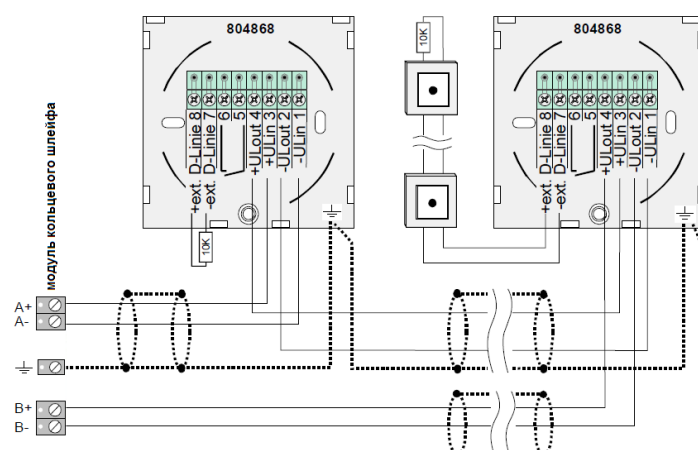 804868
+ext. D-Linie 8
-ext. D-Linie 7
6
5
+ULout 4
+ULin 3
-ULout 2
-ULin 1
10K
10K
804868
+ext. D-Linie 8
-ext. D-Linie 7
6
5
+ULout 4
+ULin 3
-ULout 2
-ULin 1
модуль кольцевого шлейфа
A+
A-
B+
B-